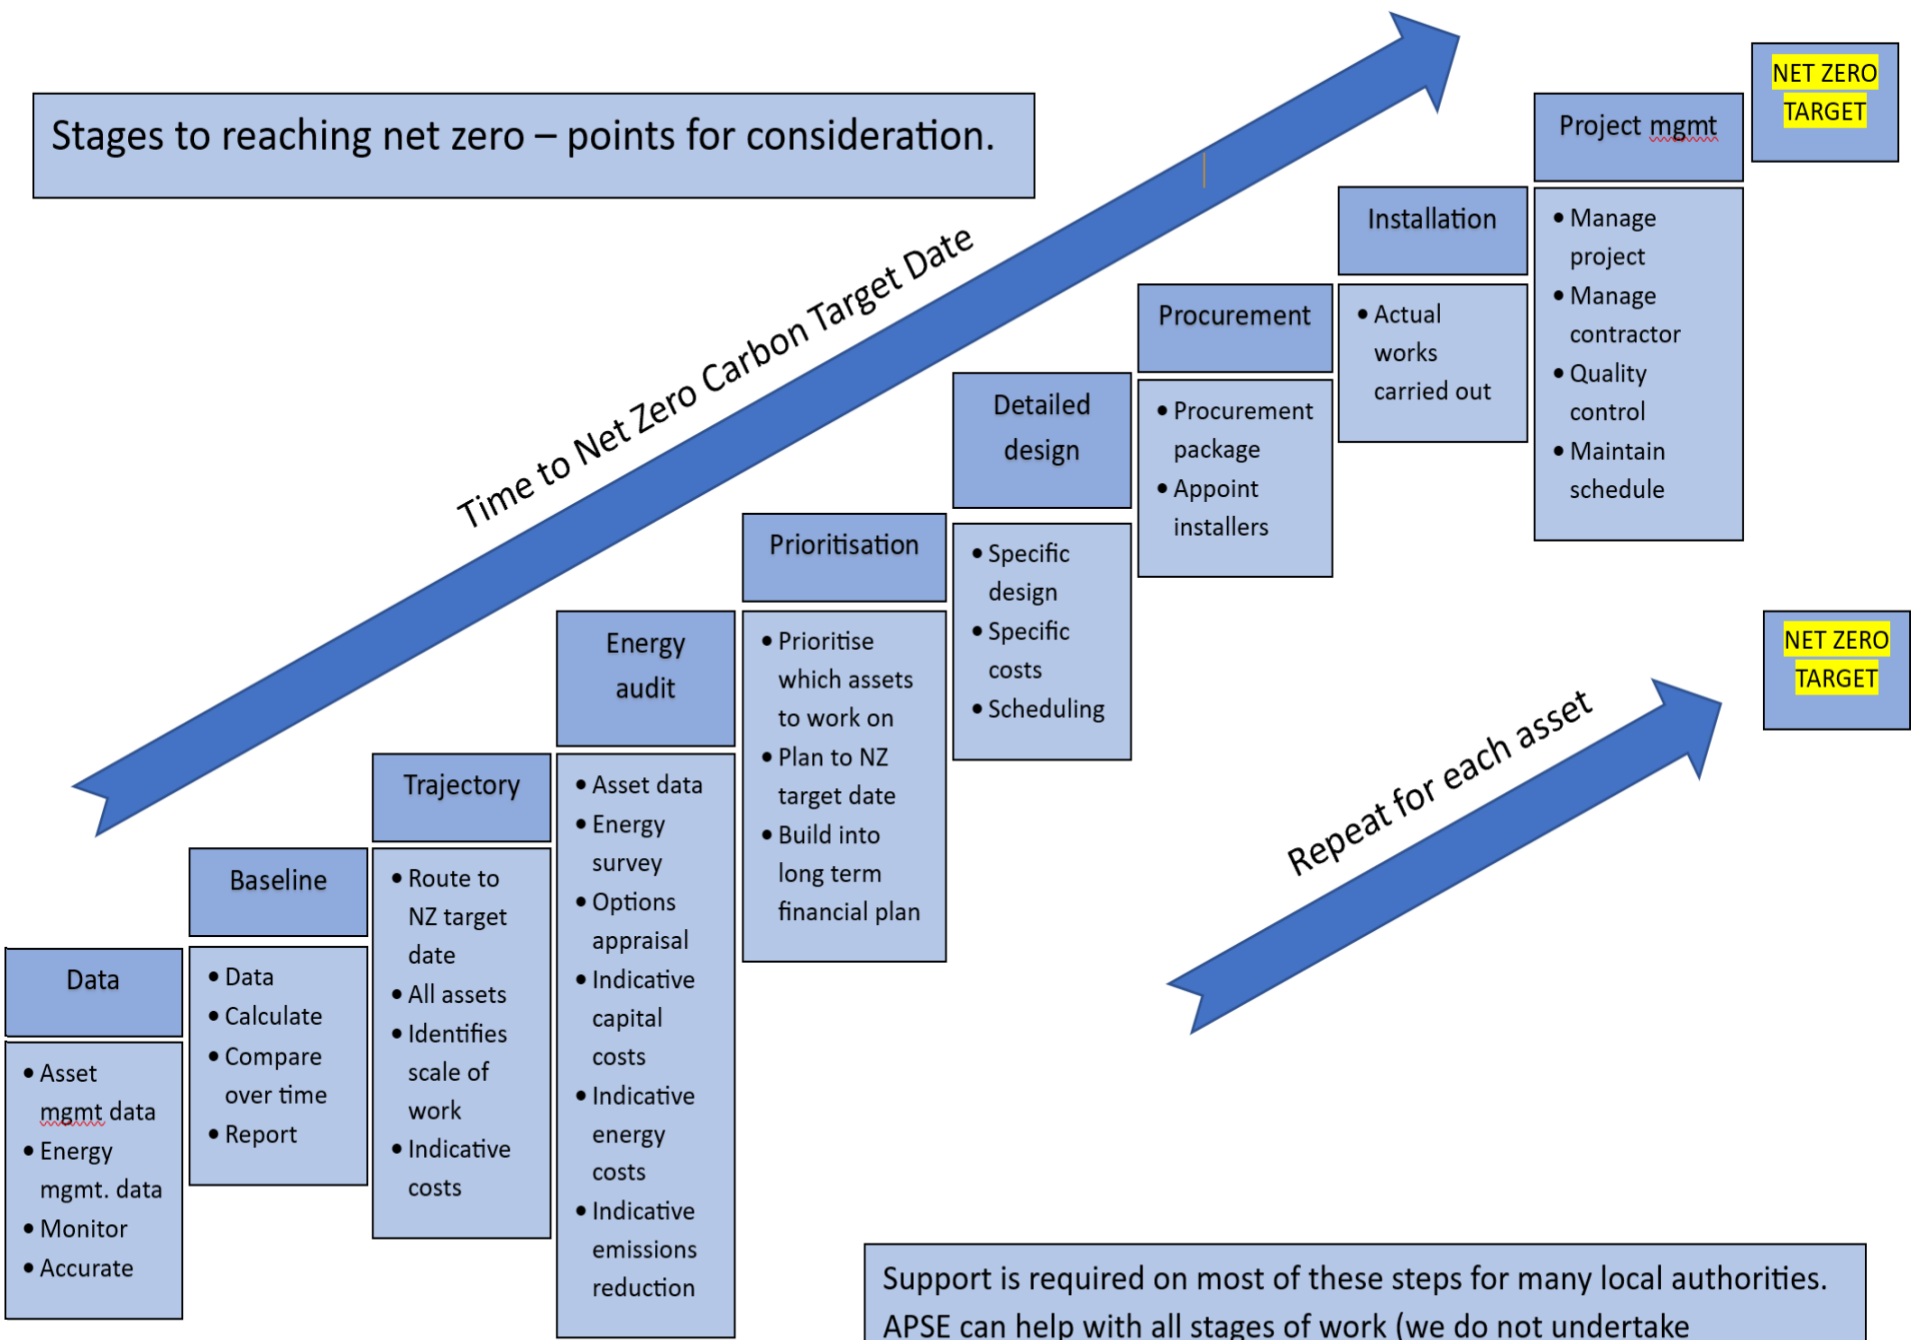 Stages to reaching net zero – points for consideration.
Time to Net Zero Carbon Target Date
Data
• Asset
mgmt data
• Energy
mgmt. data
• Monitor
• Accurate
Baseline
• Data
• Calculate
• Compare
over time
• Report
Trajectory
• Route to
NZ target
date
• All assets
• Identifies
scale of
work
• Indicative
costs
Energy
audit
• Asset data
• Energy
survey
• Options
appraisal
• Indicative
capital
costs
• Indicative
energy
costs
• Indicative
emissions
reduction
Prioritisation
• Prioritise
which assets
to work on
• Plan to NZ
target date
• Build into
long term
financial plan
Detailed
design
• Specific
design
• Specific
costs
• Scheduling
Procurement
• Procurement
package
• Appoint
installers
Installation
• Actual
works
carried out
Project mgmt
• Manage
project
• Manage
contractor
• Quality
control
• Maintain
schedule
NET ZERO
TARGET
Repeat for each asset
NET ZERO
TARGET
Support is required on most of these steps for many local authorities.
APSE can help with all stages of work (we do not undertake